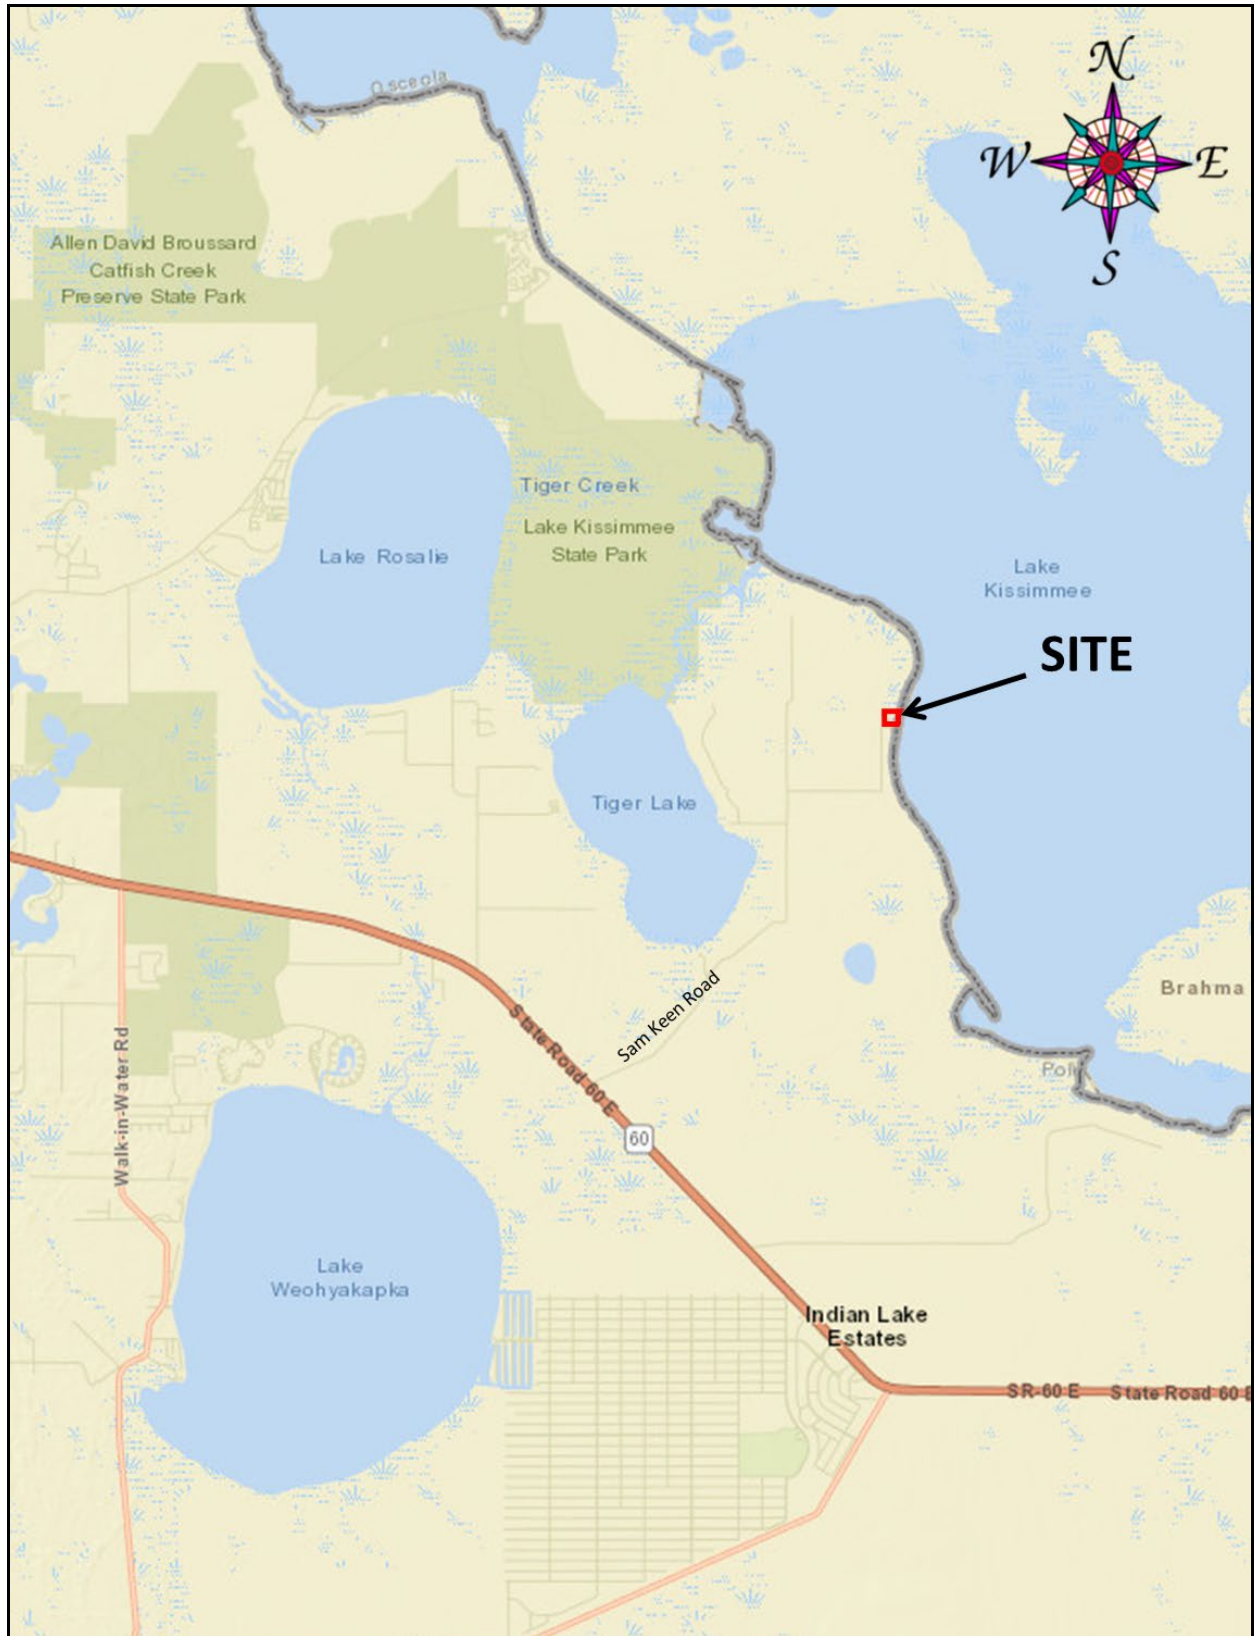 Osceola
N
W
E
S
Allen David Broussard
Catfish Creek
Preserve State Park
Tiger Creek
Lake Kissimmee
State Park
Lake Rosalie
Lake
Kissimmee
SITE
Tiger Lake
Brahma
Sam Keen Road
State Road 60 E
Walk-in-Water Rd
Polk
60
Lake
Weohyakapka
Indian Lake
Estates
SR-60 E
State Road 60 E